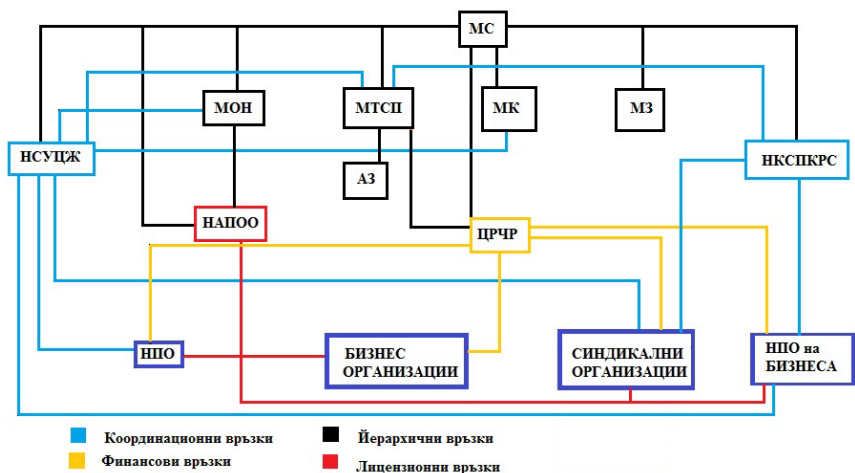 МС
МОН
МТСП
МК
МЗ
НСУЦЖ
АЗ
НКСПКРС
НАПОО
ЦРЧР
НПО
БИЗНЕС
ОРГАНИЗАЦИИ
СИНДИКАЛНИ
ОРГАНИЗАЦИИ
НПО на
БИЗНЕСА
Координационни връзки
Йерархични връзки
Финансови връзки
Лицензионни връзки